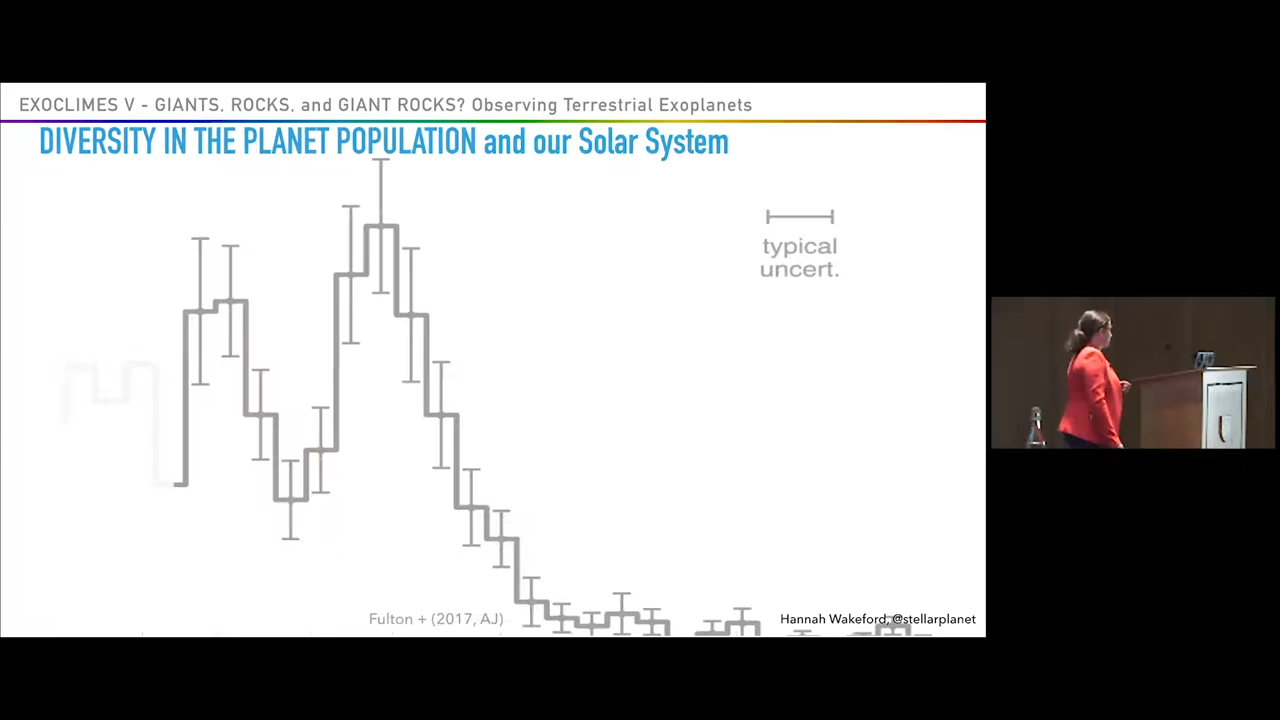 EXOCLIMES V - GIANTS, ROCKS, and GIANT ROCKS? Observing Terrestrial Exoplanets
DIVERSITY IN THE PLANET POPULATION and our Solar System
typical
uncert.
Fulton + (2017, AJ)
Hannah Wakeford, @stellarplanet